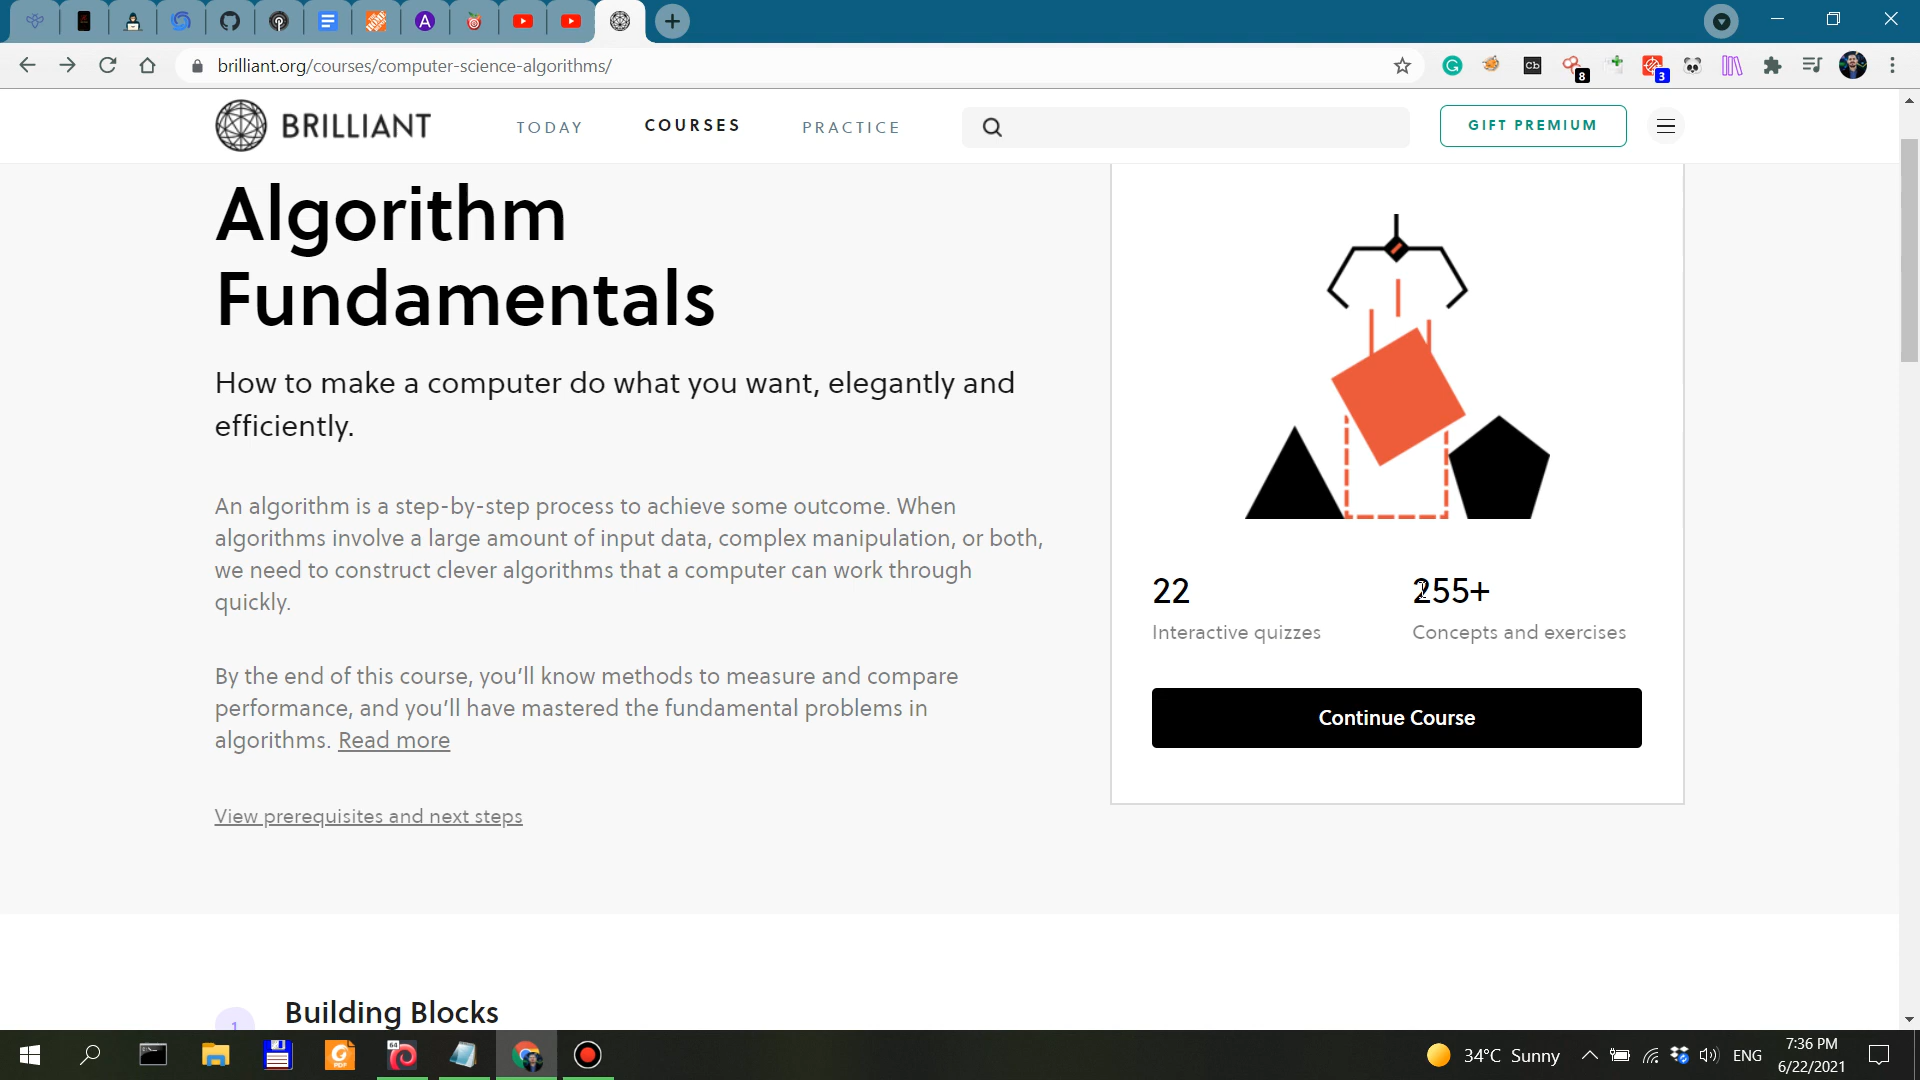 brilliant.org/courses/computer-science-algorithms/
8
3
BRILLIANT
TODAY
COURSES
PRACTICE
GIFT PREMIUM
Algorithm
Fundamentals
How to make a computer do what you want, elegantly and
efficiently.
An algorithm is a step-by-step process to achieve some outcome. When
algorithms involve a large amount of input data, complex manipulation, or both,
we need to construct clever algorithms that a computer can work through
quickly.
By the end of this course, you’ll know methods to measure and compare
performance, and you’ll have mastered the fundamental problems in
algorithms. Read more
View prerequisites and next steps
22
Interactive quizzes
255+
Concepts and exercises
Continue Course
1
Building Blocks
34°C Sunny
ENG
7:36 PM
6/22/2021